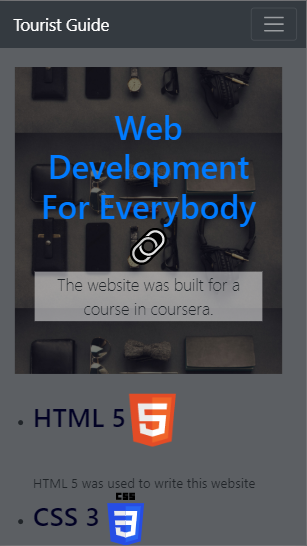 Tourist Guide
Web
Development
For Everybody
The website was built for a
course in coursera.
HTML 5
5
HTML 5 was used to write this website
CSS
CSS 3
3